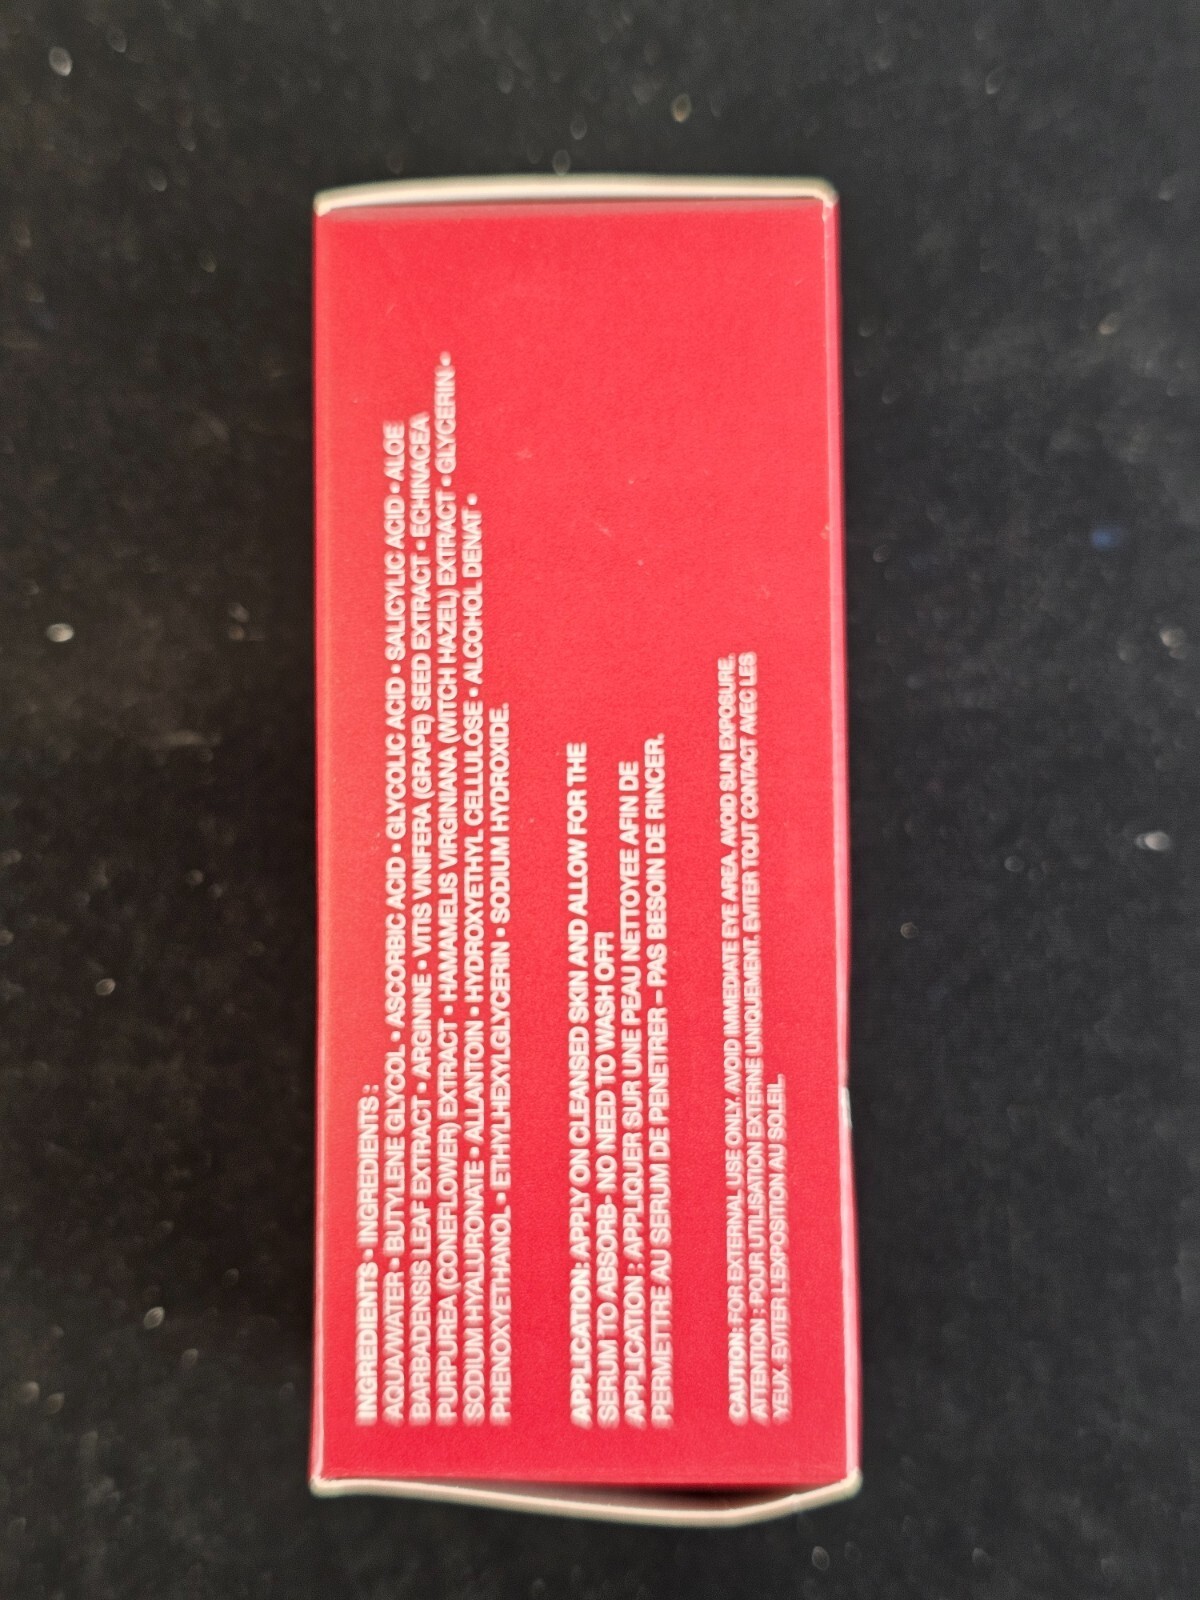 INGREDIENTS • INGREDIENTS :
AQUA/WATER • BUTYLENE GLYCOL • ASCORBIC ACID • GLYCOLIC ACID • SALICYLIC ACID • ALOE
BARBADENSIS LEAF EXTRACT • ARGININE • VITIS VINIFERA (GRAPE) SEED EXTRACT • ECHINACEA
PURPUREA (CONEFLOWER) EXTRACT • HAMAMELIS VIRGINIANA (WITCH HAZEL) EXTRACT • GLYCERIN •
SODIUM HYALURONATE • ALLANTOIN • HYDROXYETHYL CELLULOSE • ALCOHOL DENAT •
PHENOXYETHANOL • ETHYLHEXYLGLYCERIN • SODIUM HYDROXIDE.
APPLICATION: APPLY ON CLEANSED SKIN AND ALLOW FOR THE
SERUM TO ABSORB- NO NEED TO WASH OFF!
APPLICATION : APPLIQUER SUR UNE PEAU NETTOYEE AFIN DE
PERMETTRE AU SERUM DE PENETRER – PAS BESOIN DE RINCER.
CAUTION: FOR EXTERNAL USE ONLY. AVOID IMMEDIATE EYE AREA. AVOID SUN EXPOSURE.
ATTENTION : POUR UTILISATION EXTERNE UNIQUEMENT. EVITER TOUT CONTACT AVEC LES
YEUX. EVITER L'EXPOSITION AU SOLEIL.